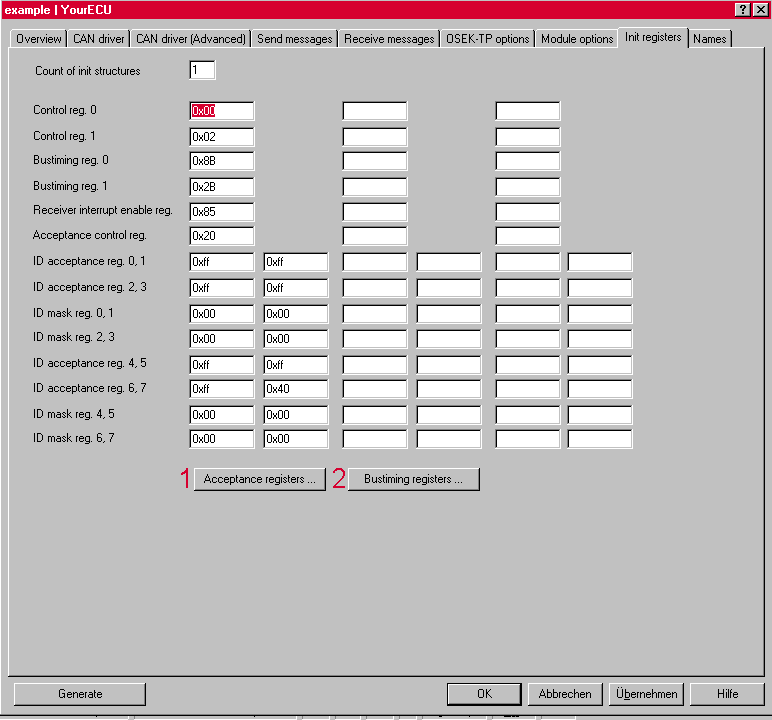 example | YourECU
Overview CAN driver CAN driver (Advanced) Send messages Receive messages OSEK-TP options Module options Init registers Names
Count of init structures 1
Control reg. 0 0x00
Control reg. 1 0x02
Bustiming reg. 0 0x8B
Bustiming reg. 1 0x2B
Receiver interrupt enable reg. 0x85
Acceptance control reg. 0x20
ID acceptance reg. 0, 1 0xff 0xff
ID acceptance reg. 2, 3 0xff 0xff
ID mask reg. 0, 1 0x00 0x00
ID mask reg. 2, 3 0x00 0x00
ID acceptance reg. 4, 5 0xff 0xff
ID acceptance reg. 6, 7 0xff 0x40
ID mask reg. 4, 5 0x00 0x00
ID mask reg. 6, 7 0x00 0x00
1 Acceptance registers ... 2 Bustiming registers ...
Generate OK Abbrechen Übernehmen Hilfe